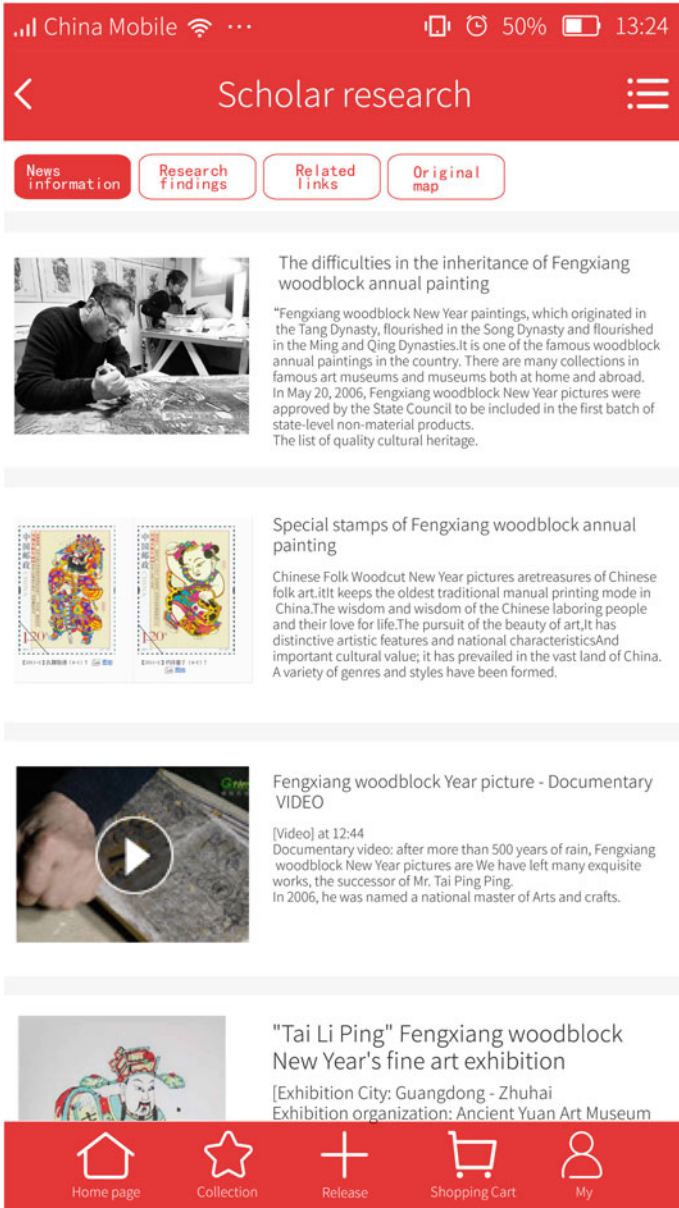 China Mobile ... 50% 13:24
Scholar research
News
information
Research
findings
Related
links
Original
map
The difficulties in the inheritance of Fengxiang
woodblock annual painting
"Fengxiang woodblock New Year paintings, which originated in
the Tang Dynasty, flourished in the Song Dynasty and flourished
in the Ming and Qing Dynasties.It is one of the famous woodblock
annual paintings in the country. There are many collections in
famous art museums and museums both at home and abroad.
In May 20, 2006, Fengxiang woodblock New Year pictures were
approved by the State Council to be included in the first batch of
state-level non-material products.
The list of quality cultural heritage.
中国邮政
1.20
中国邮政
1.20
Special stamps of Fengxiang woodblock annual
painting
Chinese Folk Woodcut New Year pictures aretreasures of Chinese
folk art.itIt keeps the oldest traditional manual printing mode in
China.The wisdom and wisdom of the Chinese laboring people
and their love for life.The pursuit of the beauty of art,It has
distinctive artistic features and national characteristicsAnd
important cultural value; it has prevailed in the vast land of China.
A variety of genres and styles have been formed.
Fengxiang woodblock Year picture - Documentary
VIDEO
[Video] at 12:44
Documentary video: after more than 500 years of rain, Fengxiang
woodblock New Year pictures are We have left many exquisite
works, the successor of Mr. Tai Ping Ping.
In 2006, he was named a national master of Arts and crafts.
"Tai Li Ping" Fengxiang woodblock
New Year's fine art exhibition
[Exhibition City: Guangdong - Zhuhai
Exhibition organization: Ancient Yuan Art Museum
Home page
Collection
Release
Shopping Cart
My